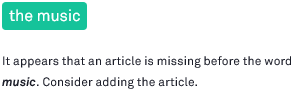 the music
It appears that an article is missing before the word
music. Consider adding the article.